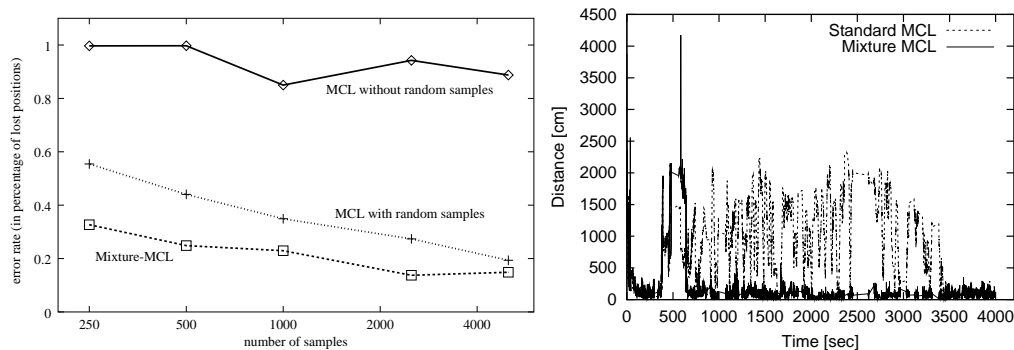 error rate (in percentage of lost positions)
1
0.8
0.6
0.4
0.2
0
MCL without random samples
MCL with random samples
Mixture-MCL
250 500 1000 2000 4000
number of samples
Distance [cm]
4500
4000
3500
3000
2500
2000
1500
1000
500
0
Standard MCL
Mixture MCL
0 500 1000 1500 2000 2500 3000 3500 4000
Time [sec]